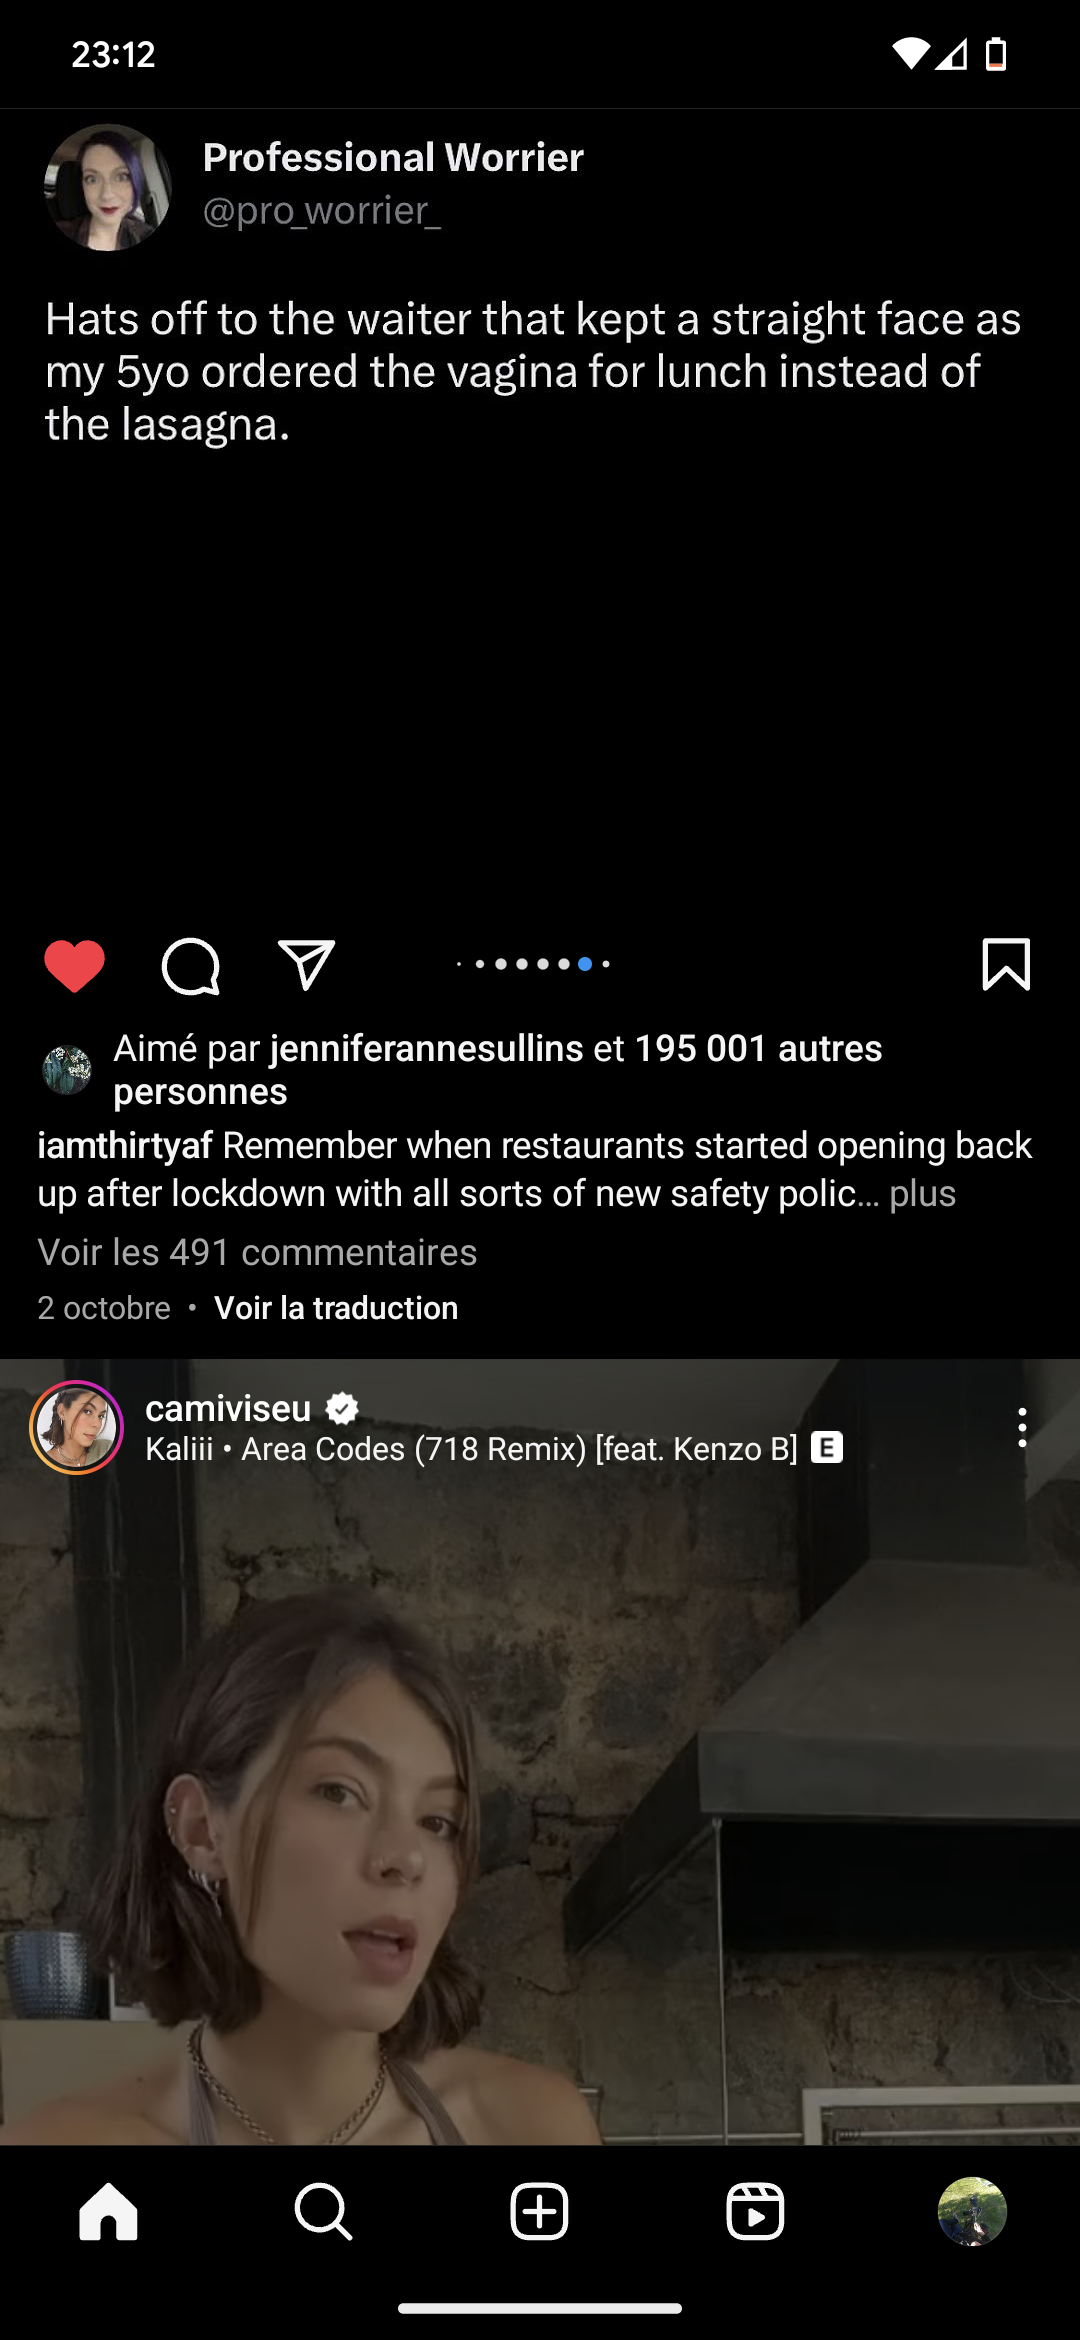 23:12
Professional Worrier
@pro_worrier_
Hats off to the waiter that kept a straight face as
my 5yo ordered the vagina for lunch instead of
the lasagna.
Aimé par jenniferannesullins et 195 001 autres
personnes
iamthirtyaf Remember when restaurants started opening back
up after lockdown with all sorts of new safety polic... plus
Voir les 491 commentaires
2 octobre • Voir la traduction
camiviseu
Kaliii • Area Codes (718 Remix) [feat. Kenzo B] E